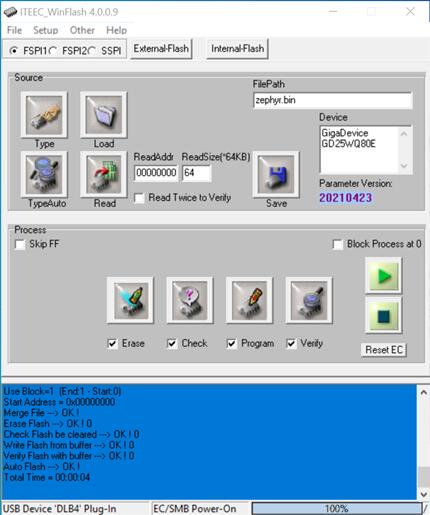 ITEEC_WinFlash 4.0.0.9
File Setup Other Help
FSPI1 FSPI2 SSPI External-Flash Internal-Flash
Source
FilePath
zephyr.bin
Type Load
Device
GigaDevice
GD25WQ80E
ReadAddr ReadSize(*64KB)
00000000 64
Read Twice to Verify
TypeAuto Read Save
Parameter Version:
20210423
Process
Skip FF Block Process at 0
Erase Check Program Verify
Reset EC
Use Block=1 (End:1 - Start:0)
Start Address = 0x00000000
Merge File --> OK !
Erase Flash --> OK ! 0
Check Flash be cleared --> OK ! 0
Write Flash from buffer --> OK ! 0
Verify Flash with buffer --> OK ! 0
Auto Flash --> OK !
Total Time = 00:00:04
USB Device 'DLB4' Plug-In EC/SMB Power-On 100%